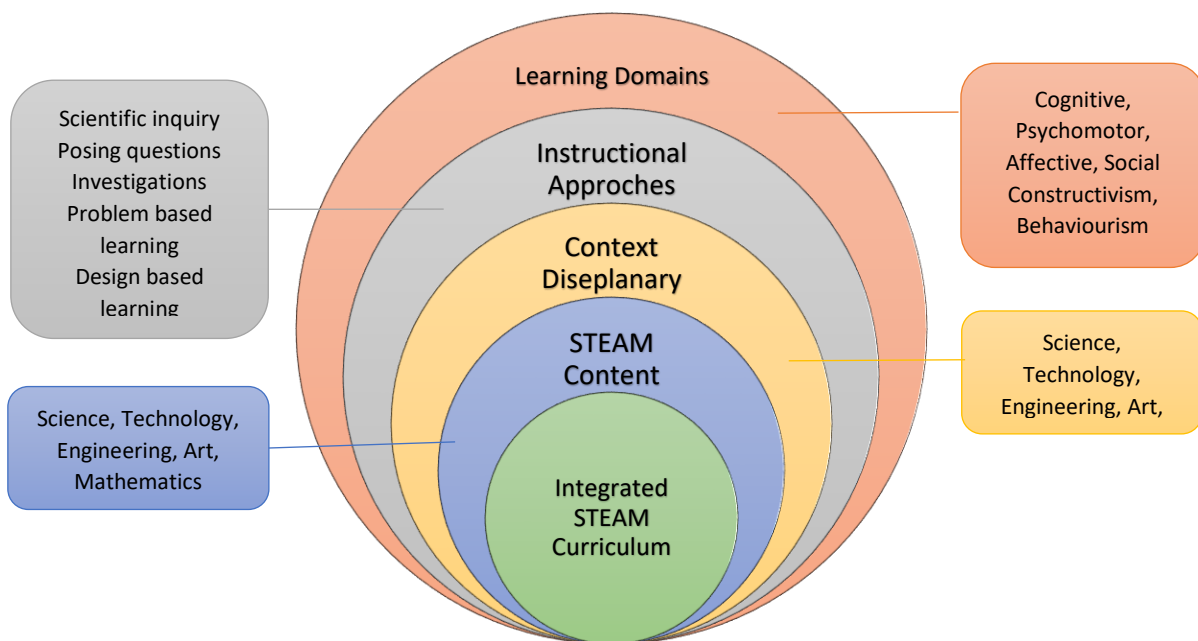 Learning Domains
Instructional
Approches
Context
Diseplanary
STEAM
Content
Integrated
STEAM
Curriculum
Scientific inquiry
Posing questions
Investigations
Problem based
learning
Design based
learning
Science, Technology,
Engineering, Art,
Mathematics
Cognitive,
Psychomotor,
Affective, Social
Constructivism,
Behaviourism
Science,
Technology,
Engineering, Art,